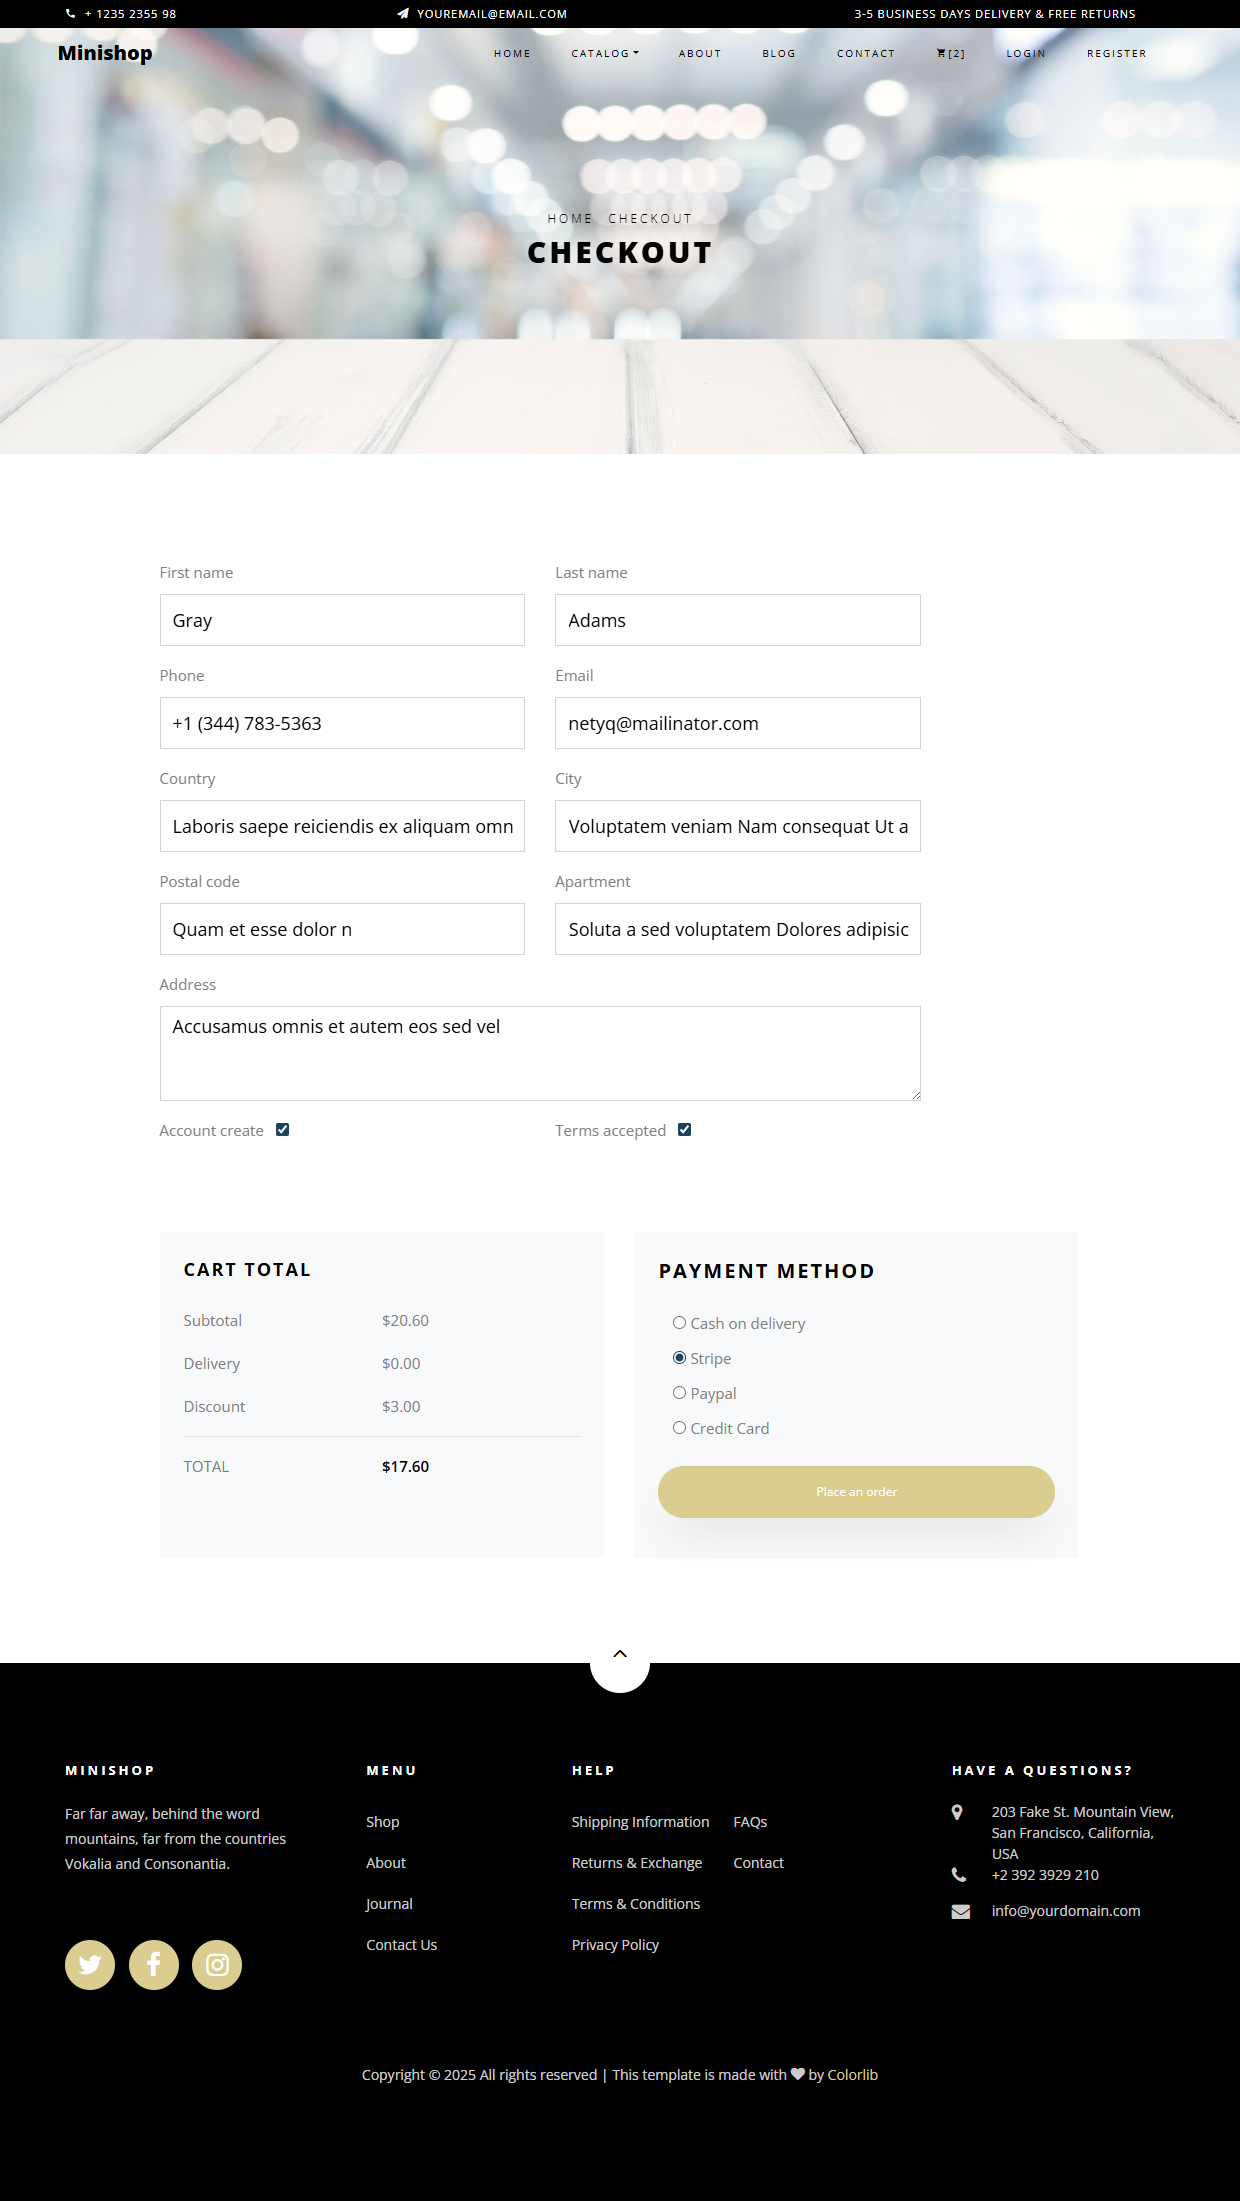 + 1235 2355 98
YOUREMAIL@EMAIL.COM
3-5 BUSINESS DAYS DELIVERY & FREE RETURNS
Minishop
HOME CATALOG ABOUT BLOG CONTACT [2] LOGIN REGISTER
HOME CHECKOUT
CHECKOUT
First name
Last name
Gray
Adams
Phone
Email
+1 (344) 783-5363
netyq@mailinator.com
Country
City
Laboris saepe reiciendis ex aliquam omn
Voluptatem veniam Nam consequat Ut a
Postal code
Apartment
Quam et esse dolor n
Soluta a sed voluptatem Dolores adipisic
Address
Accusamus omnis et autem eos sed vel
Account create
Terms accepted
CART TOTAL
Subtotal $20.60
Delivery $0.00
Discount $3.00
TOTAL $17.60
PAYMENT METHOD
Cash on delivery
Stripe
Paypal
Credit Card
Place an order
MINISHOP
Far far away, behind the word
mountains, far from the countries
Vokalia and Consonantia.
MENU
Shop
About
Journal
Contact Us
HELP
Shipping Information
Returns & Exchange
Terms & Conditions
Privacy Policy
FAQs
Contact
HAVE A QUESTIONS?
203 Fake St. Mountain View,
San Francisco, California,
USA
+2 392 3929 210
info@yourdomain.com
Copyright © 2025 All rights reserved | This template is made with ♥ by Colorlib